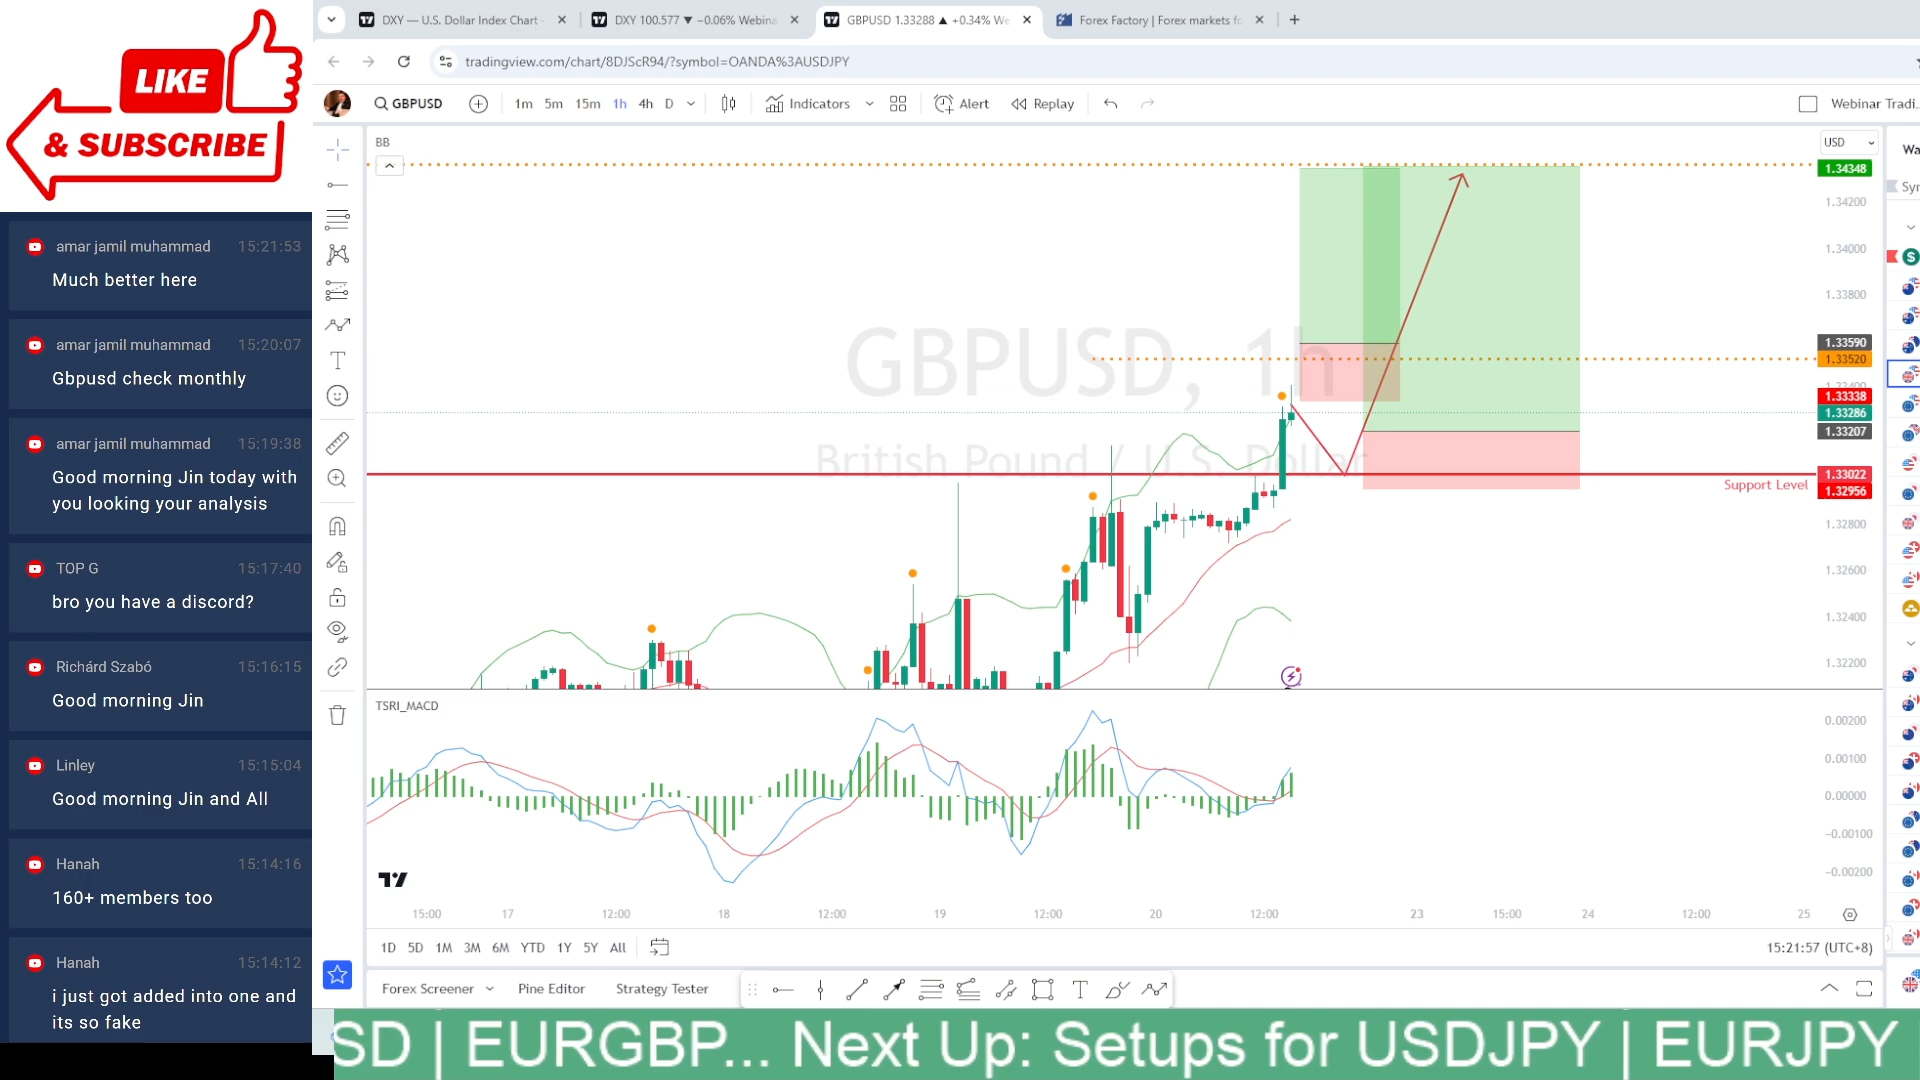 LIKE
& SUBSCRIBE
amar jamil muhammad 15:21:53
Much better here
amar jamil muhammad 15:20:07
Gbpusd check monthly
amar jamil muhammad 15:19:38
Good morning Jin today with
you looking your analysis
TOP G 15:17:40
bro you have a discord?
Richárd Szabó 15:16:15
Good morning Jin
Linley 15:15:04
Good morning Jin and All
Hanah 15:14:16
160+ members too
Hanah 15:14:12
i just got added into one and
its so fake
DXY — U.S. Dollar Index Chart
DXY 100.577 ▼ −0.06% Webina
GBPUSD 1.33288 ▲ +0.34% We
Forex Factory | Forex markets fo
tradingview.com/chart/8DJScR94/?symbol=OANDA%3AUSDJPY
GBPUSD 1m 5m 15m 1h 4h D Indicators Alert Replay Webinar Tradi...
BB
USD
Wa
Syn
GBPUSD, 1h
British Pound / U.S. Dollar
Support Level
1.34348
1.34200
1.34000
1.33800
1.33590
1.33520
1.33400
1.33338
1.33286
1.33207
1.33022
1.32956
1.32800
1.32600
1.32400
1.32200
TSRI_MACD
0.00200
0.00100
0.00000
−0.00100
−0.00200
15:00 17 12:00 18 12:00 19 12:00 20 12:00 23 15:00 24 12:00 25
1D 5D 1M 3M 6M YTD 1Y 5Y All
15:21:57 (UTC+8)
Forex Screener Pine Editor Strategy Tester
SD | EURGBP... Next Up: Setups for USDJPY | EURJPY